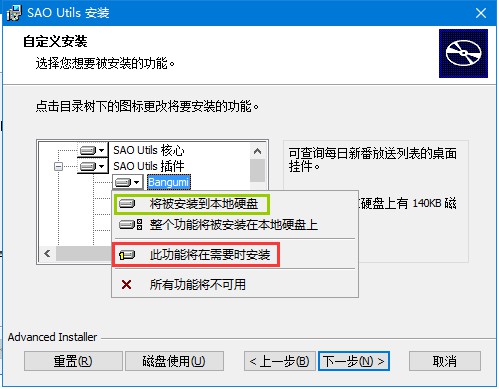 SAO Utils 安装
自定义安装
选择您想要被安装的功能。
点击目录树下的图标更改将要安装的功能。
SAO Utils 核心
SAO Utils 插件
Bangumi
可查询每日新番放送列表的桌面
挂件。
将被安装到本地硬盘
整个功能将被安装在本地硬盘上
此功能将在需要时安装
所有功能将不可用
硬盘上有 140KB 磁
Advanced Installer
重置(R)
磁盘使用(U)
< 上一步(B)
下一步(N) >
取消